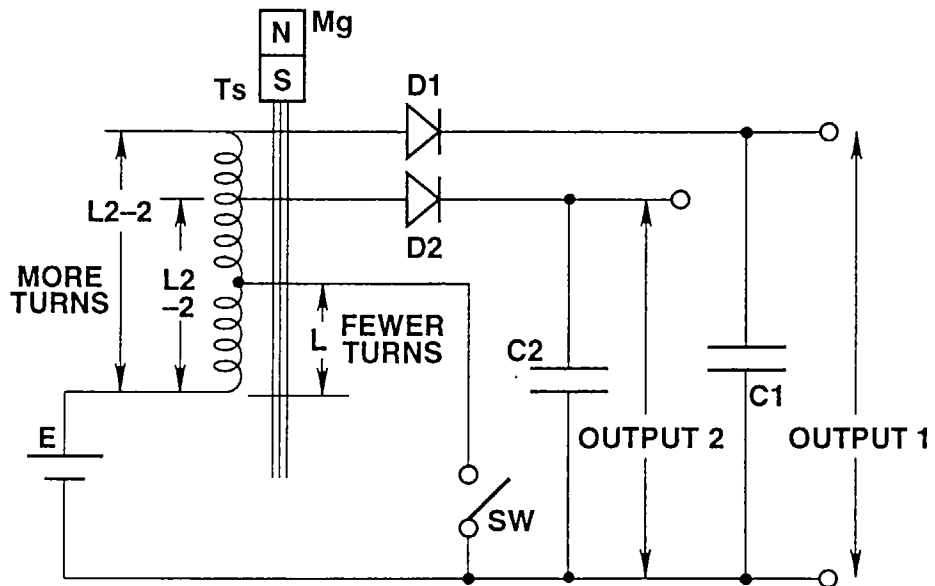 N
Mg
S
Ts
D1
L2-2
D2
MORE
TURNS
L2
-2
L
FEWER
TURNS
C2
C1
E
OUTPUT 2
OUTPUT 1
SW